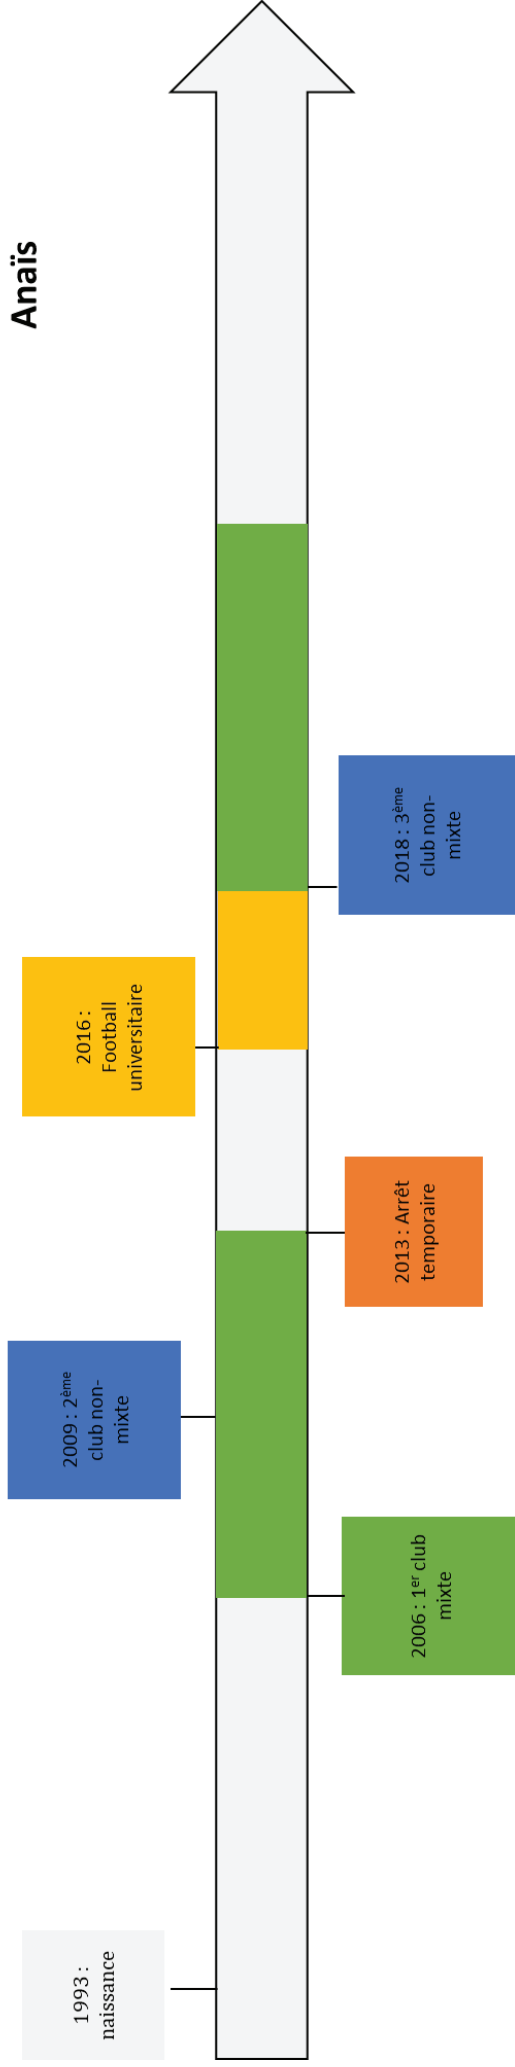 Anaïs
1993 :
naissance
2009 : 2ème
club non-
mixte
2016 :
Football
universitaire
2006 : 1er club
mixte
2013 : Arrêt
temporaire
2018 : 3ème
club non-
mixte